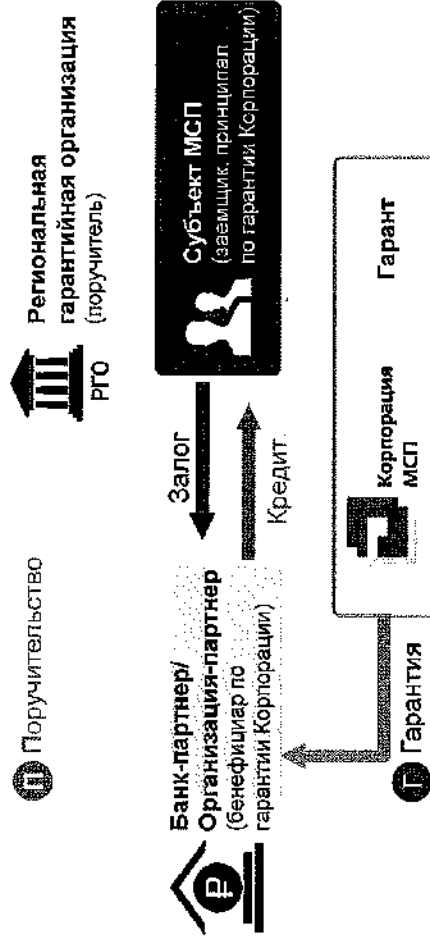 П Поручительство
РГО
Региональная
гарантийная организация
(поручитель)
₽
Банк-партнер/
Организация-партнер
(бенефициар по
гарантии Корпорации)
Залог
Кредит
Субъект МСП
(заемщик, принципал
по гарантии Корпорации)
Г Гарантия
Корпорация
МСП
Гарант